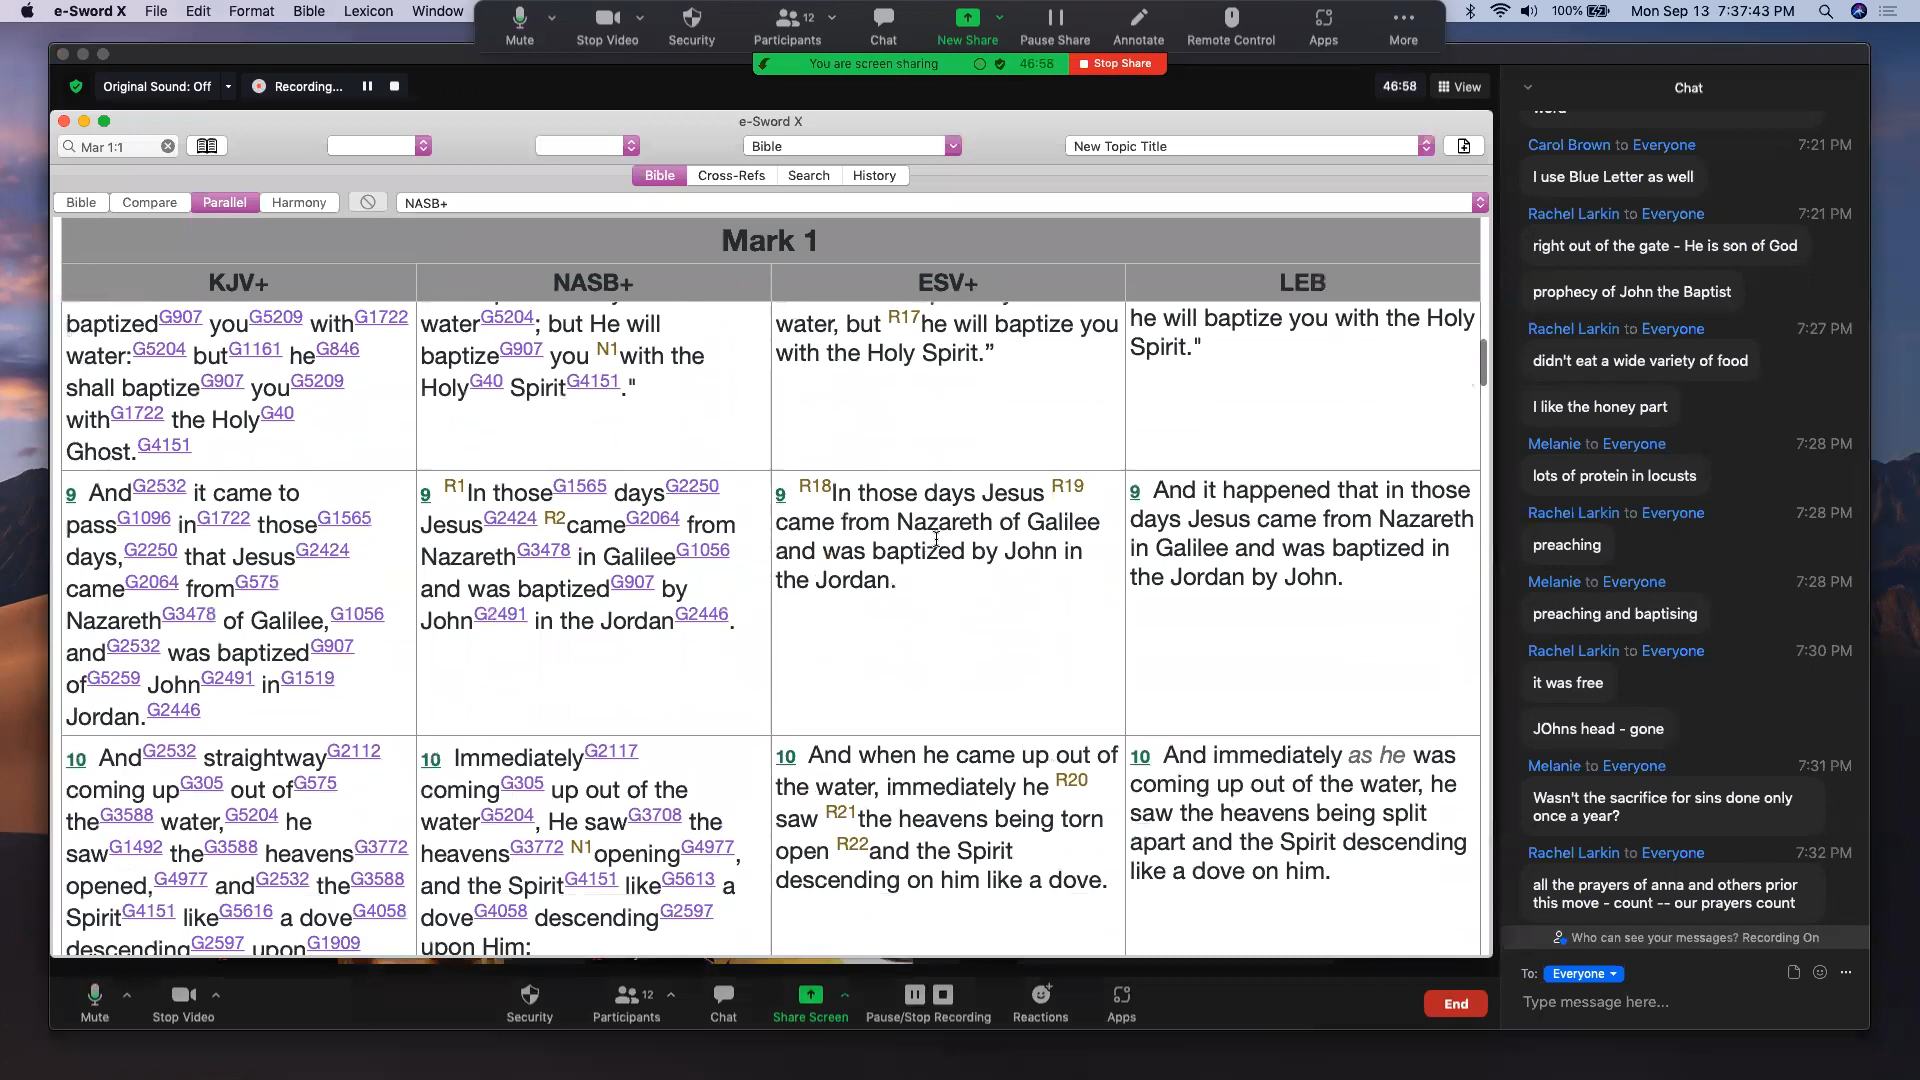 e-Sword X File Edit Format Bible Lexicon Window
100% Mon Sep 13 7:37:43 PM
Mute Stop Video Security Participants 12 Chat New Share Pause Share Annotate Remote Control Apps More
You are screen sharing 46:58 Stop Share
Original Sound: Off Recording... 46:58 View
e-Sword X
Mar 1:1 Bible New Topic Title
Bible Cross-Refs Search History
Bible Compare Parallel Harmony NASB+
Mark 1
KJV+ NASB+ ESV+ LEB
baptizedG907 youG5209 withG1722
water:G5204 butG1161 heG846
shall baptizeG907 youG5209
withG1722 the HolyG40
Ghost.G4151
waterG5204; but He will
baptizeG907 you N1with the
HolyG40 SpiritG4151."
water, but R17he will baptize you
with the Holy Spirit.”
he will baptize you with the Holy
Spirit."
9 AndG2532 it came to
passG1096 inG1722 thoseG1565
days,G2250 that JesusG2424
cameG2064 fromG575
NazarethG3478 of Galilee,G1056
andG2532 was baptizedG907
ofG5259 JohnG2491 inG1519
Jordan.G2446
9 R1In thoseG1565 daysG2250
JesusG2424 R2cameG2064 from
NazarethG3478 in GalileeG1056
and was baptizedG907 by
JohnG2491 in the JordanG2446.
9 R18In those days Jesus R19
came from Nazareth of Galilee
and was baptized by John in
the Jordan.
9 And it happened that in those
days Jesus came from Nazareth
in Galilee and was baptized in
the Jordan by John.
10 AndG2532 straightwayG2112
coming upG305 out ofG575
theG3588 water,G5204 he
sawG1492 theG3588 heavensG3772
opened,G4977 andG2532 theG3588
SpiritG4151 likeG5616 a doveG4058
descendingG2597 uponG1909
10 ImmediatelyG2117
comingG305 up out of the
waterG5204, He sawG3708 the
heavensG3772 N1openingG4977,
and the SpiritG4151 likeG5613 a
doveG4058 descendingG2597
upon Him;
10 And when he came up out of
the water, immediately he R20
saw R21the heavens being torn
open R22and the Spirit
descending on him like a dove.
10 And immediately as he was
coming up out of the water, he
saw the heavens being split
apart and the Spirit descending
like a dove on him.
Chat
word
Carol Brown to Everyone 7:21 PM
I use Blue Letter as well
Rachel Larkin to Everyone 7:21 PM
right out of the gate - He is son of God
prophecy of John the Baptist
Rachel Larkin to Everyone 7:27 PM
didn't eat a wide variety of food
I like the honey part
Melanie to Everyone 7:28 PM
lots of protein in locusts
Rachel Larkin to Everyone 7:28 PM
preaching
Melanie to Everyone 7:28 PM
preaching and baptising
Rachel Larkin to Everyone 7:30 PM
it was free
JOhns head - gone
Melanie to Everyone 7:31 PM
Wasn't the sacrifice for sins done only
once a year?
Rachel Larkin to Everyone 7:32 PM
all the prayers of anna and others prior
this move - count -- our prayers count
Who can see your messages? Recording On
To: Everyone
Type message here...
Mute Stop Video Security Participants 12 Chat Share Screen Pause/Stop Recording Reactions Apps End